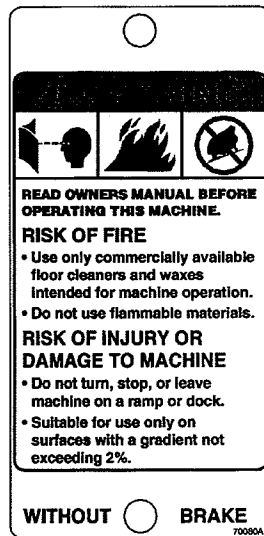 READ OWNERS MANUAL BEFORE
OPERATING THIS MACHINE.
RISK OF FIRE
• Use only commercially available
floor cleaners and waxes
intended for machine operation.
• Do not use flammable materials.
RISK OF INJURY OR
DAMAGE TO MACHINE
• Do not turn, stop, or leave
machine on a ramp or dock.
• Suitable for use only on
surfaces with a gradient not
exceeding 2%.
WITHOUT BRAKE
70080A